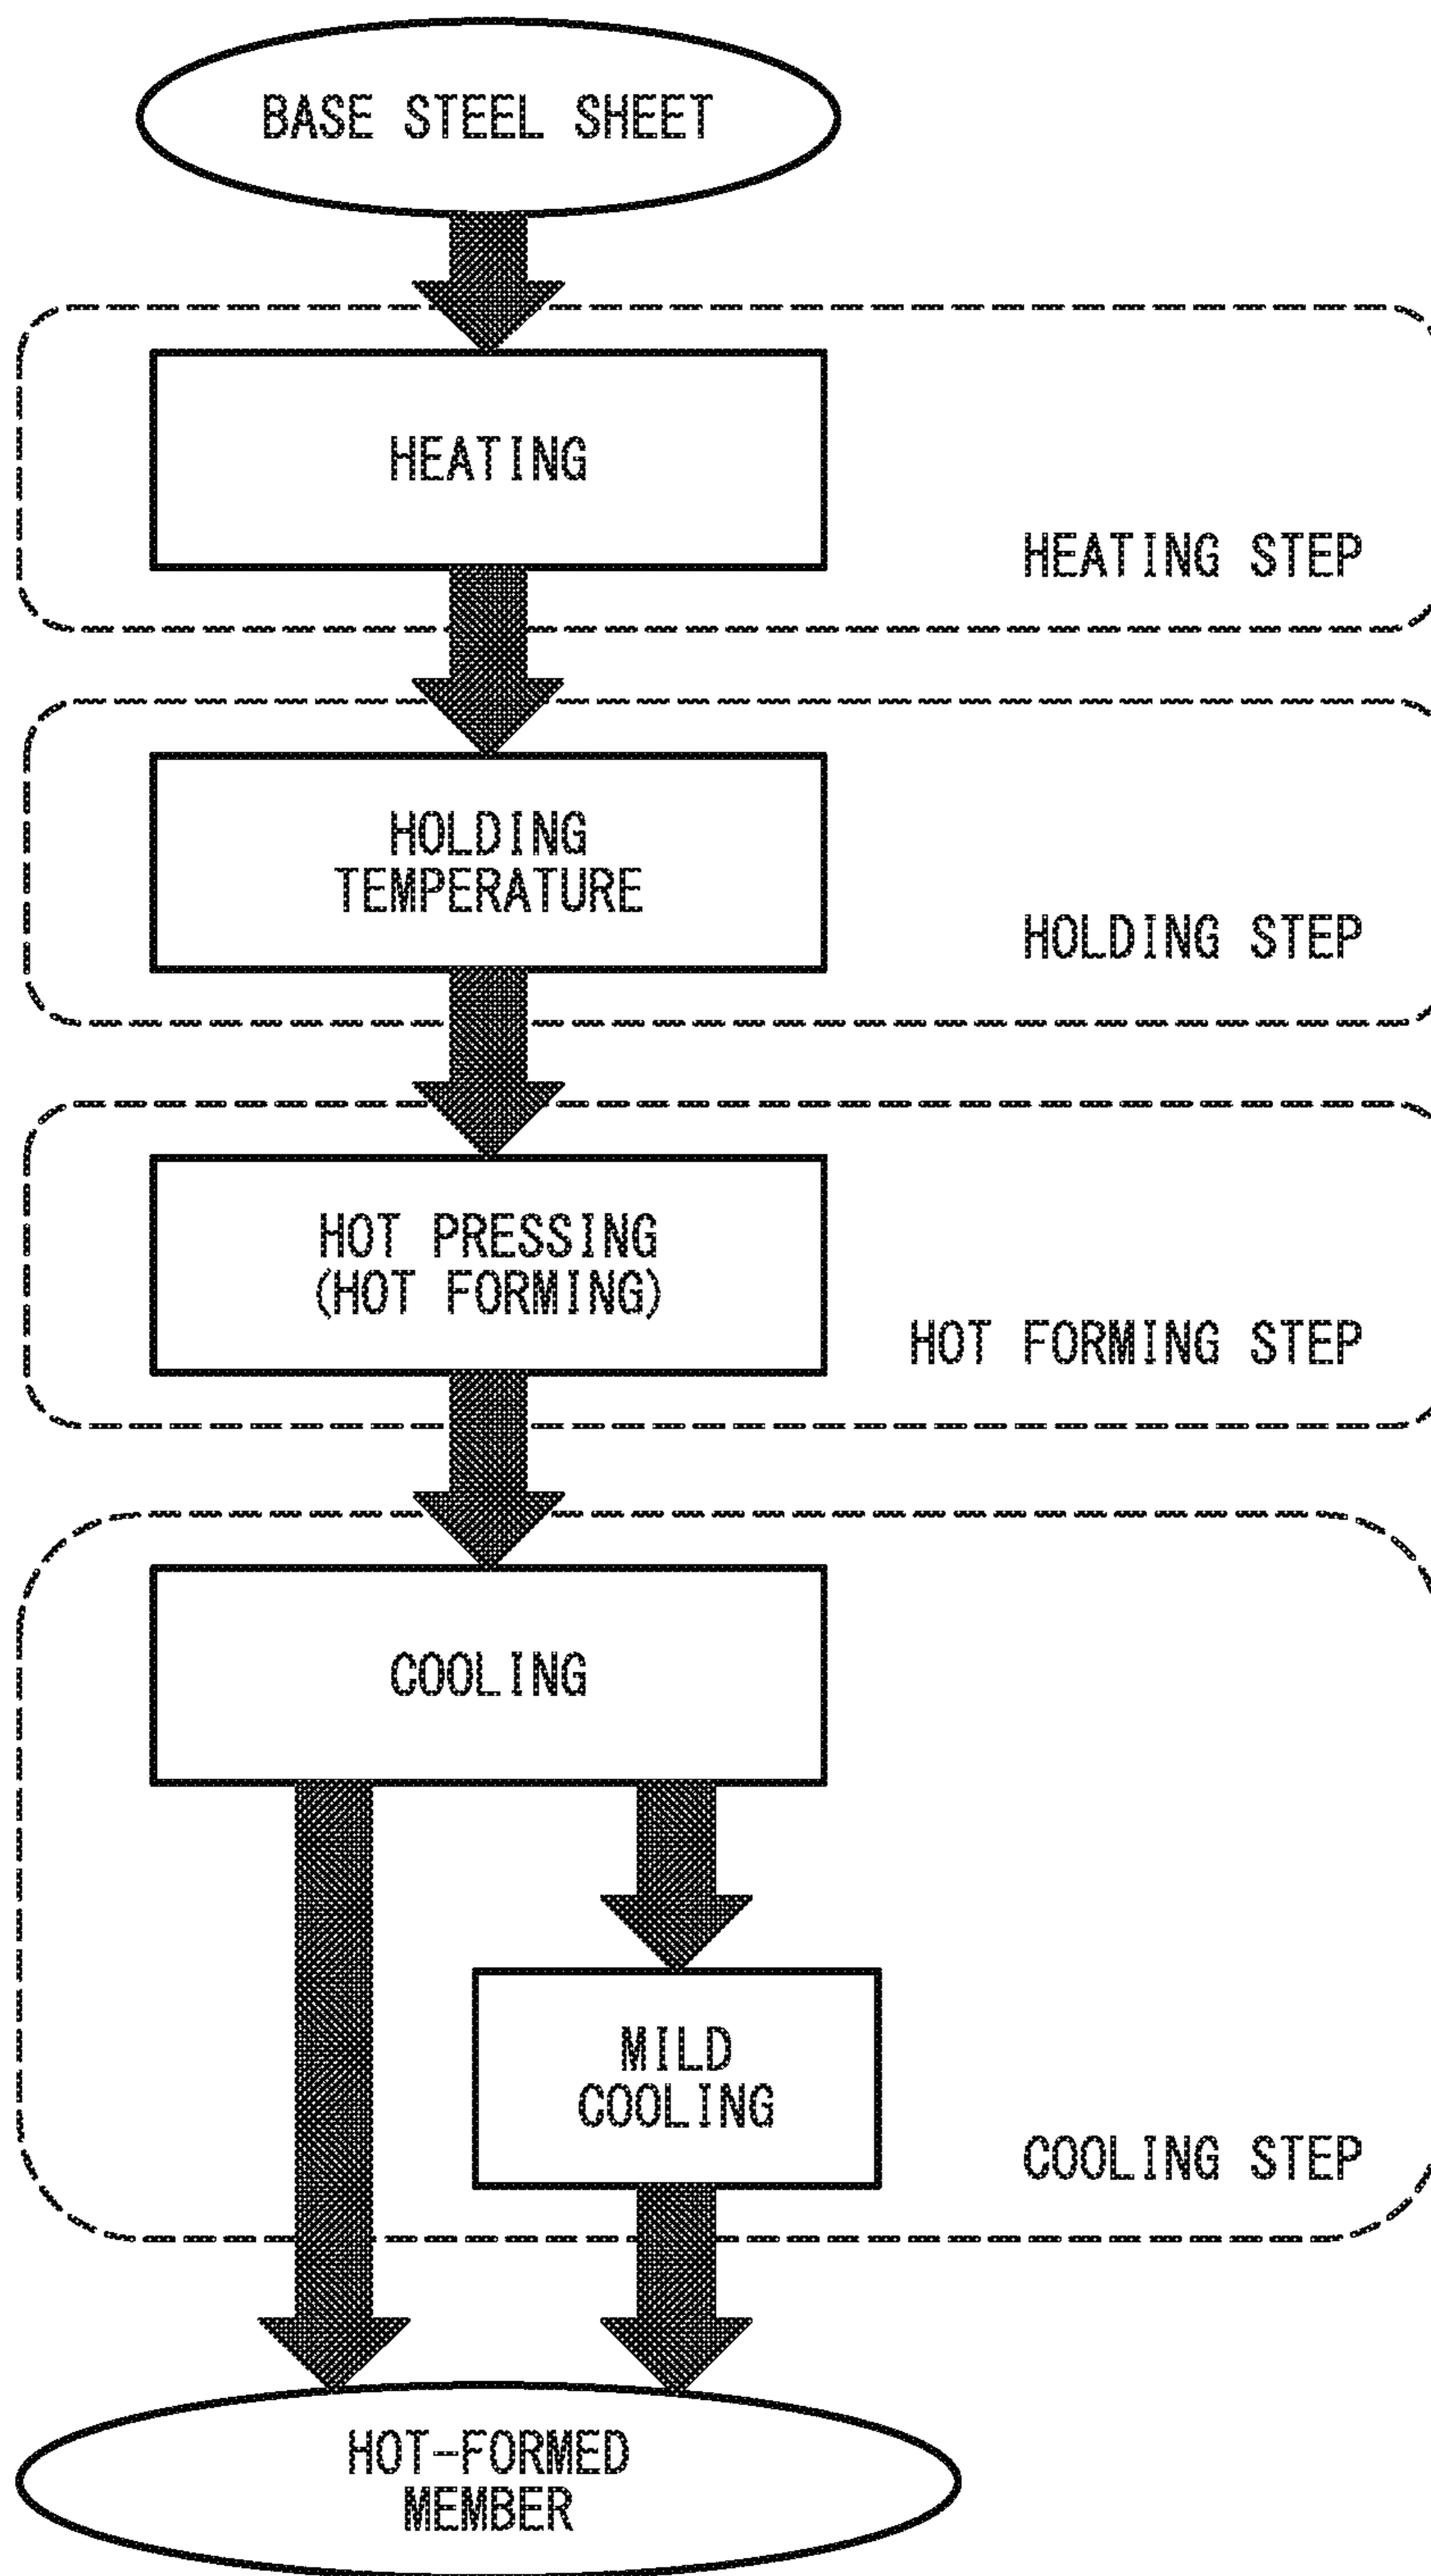 BASE STEEL SHEET
HEATING
HEATING STEP
HOLDING
TEMPERATURE
HOLDING STEP
HOT PRESSING
(HOT FORMING)
HOT FORMING STEP
COOLING
MILD
COOLING
COOLING STEP
HOT-FORMED
MEMBER